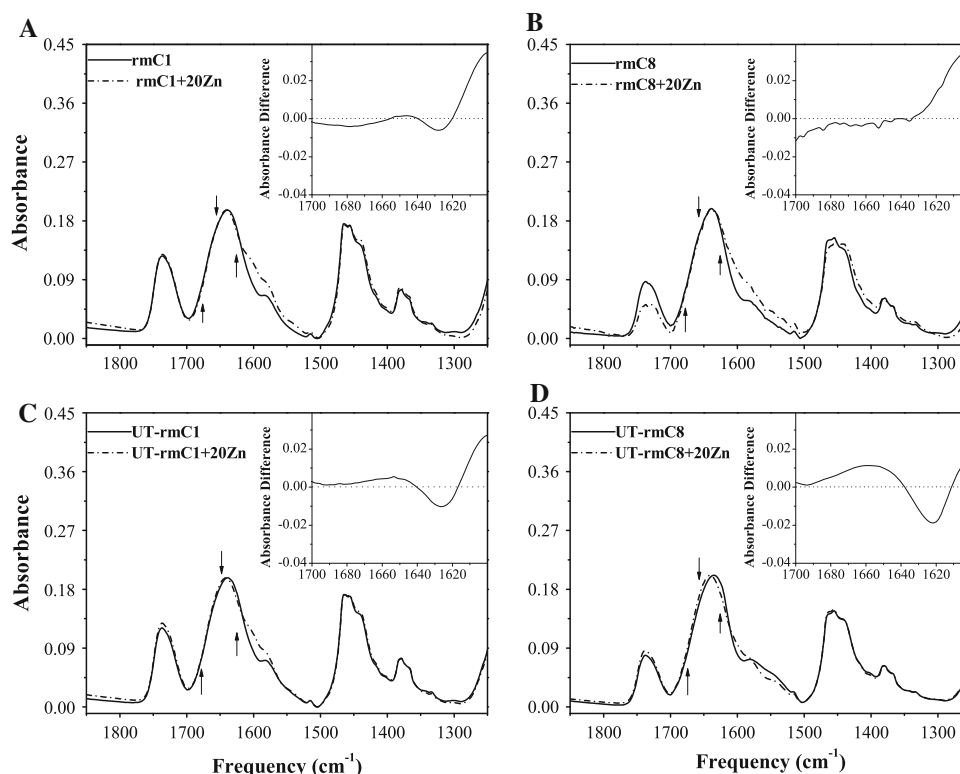 A
0.45
0.36
0.27
0.18
0.09
0.00
Absorbance
rmC1
rmC1+20Zn
Absorbance Difference
0.02
0.00
-0.02
-0.04
1700 1680 1660 1640 1620
1800 1700 1600 1500 1400 1300
B
0.45
0.36
0.27
0.18
0.09
0.00
rmC8
rmC8+20Zn
Absorbance Difference
0.02
0.00
-0.02
-0.04
1700 1680 1660 1640 1620
1800 1700 1600 1500 1400 1300
C
0.45
0.36
0.27
0.18
0.09
0.00
Absorbance
UT-rmC1
UT-rmC1+20Zn
Absorbance Difference
0.02
0.00
-0.02
-0.04
1700 1680 1660 1640 1620
1800 1700 1600 1500 1400 1300
Frequency (cm-1)
D
0.45
0.36
0.27
0.18
0.09
0.00
UT-rmC8
UT-rmC8+20Zn
Absorbance Difference
0.02
0.00
-0.02
-0.04
1700 1680 1660 1640 1620
1800 1700 1600 1500 1400 1300
Frequency (cm-1)